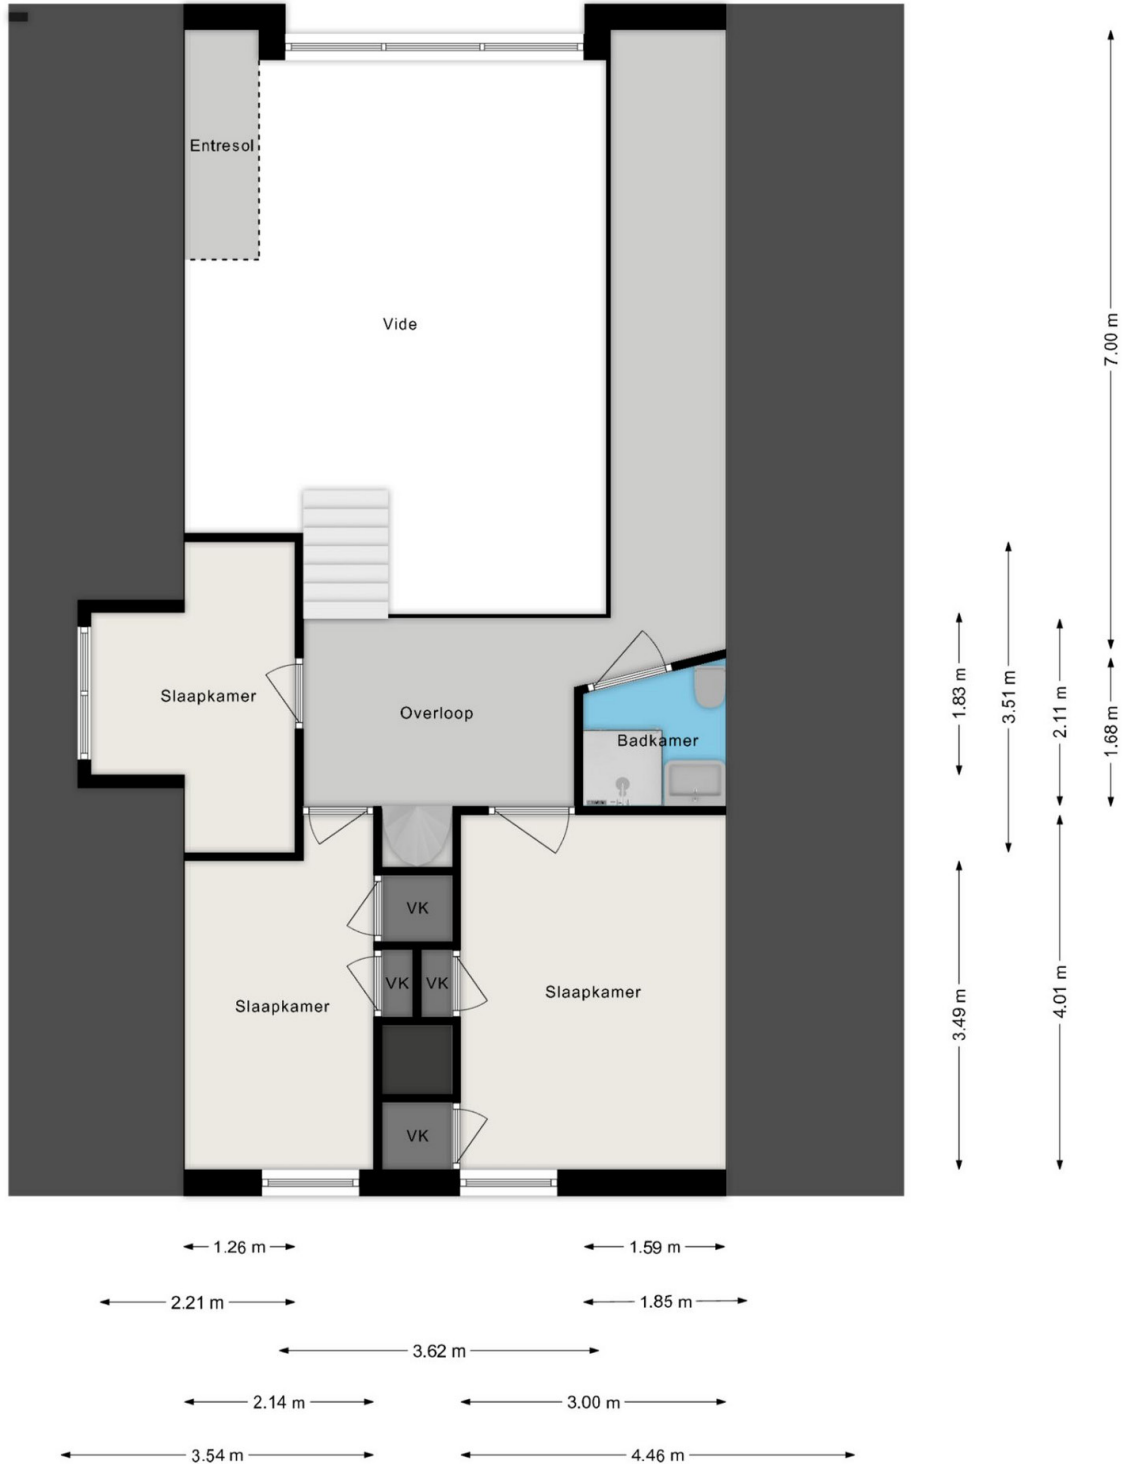 Entresol
Vide
7.00 m
Slaapkamer
Overloop
Badkamer
1.83 m
3.51 m
2.11 m
1.68 m
VK
VK
VK
Slaapkamer
Slaapkamer
3.49 m
4.01 m
VK
1.26 m
1.59 m
2.21 m
1.85 m
3.62 m
2.14 m
3.00 m
3.54 m
4.46 m